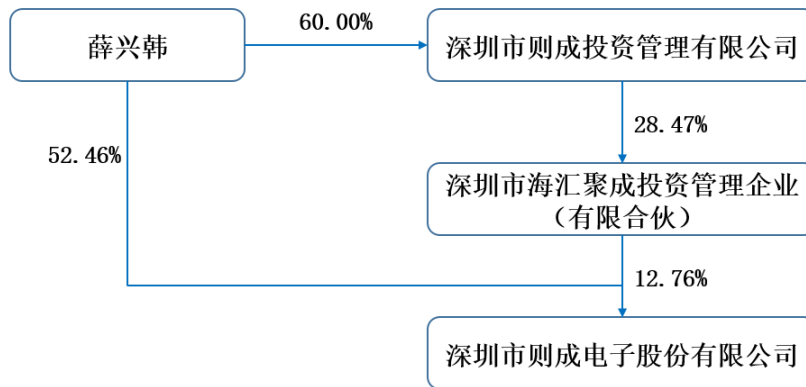 薛兴韩
60.00%
深圳市则成投资管理有限公司
28.47%
52.46%
深圳市海汇聚成投资管理企业
（有限合伙）
12.76%
深圳市则成电子股份有限公司